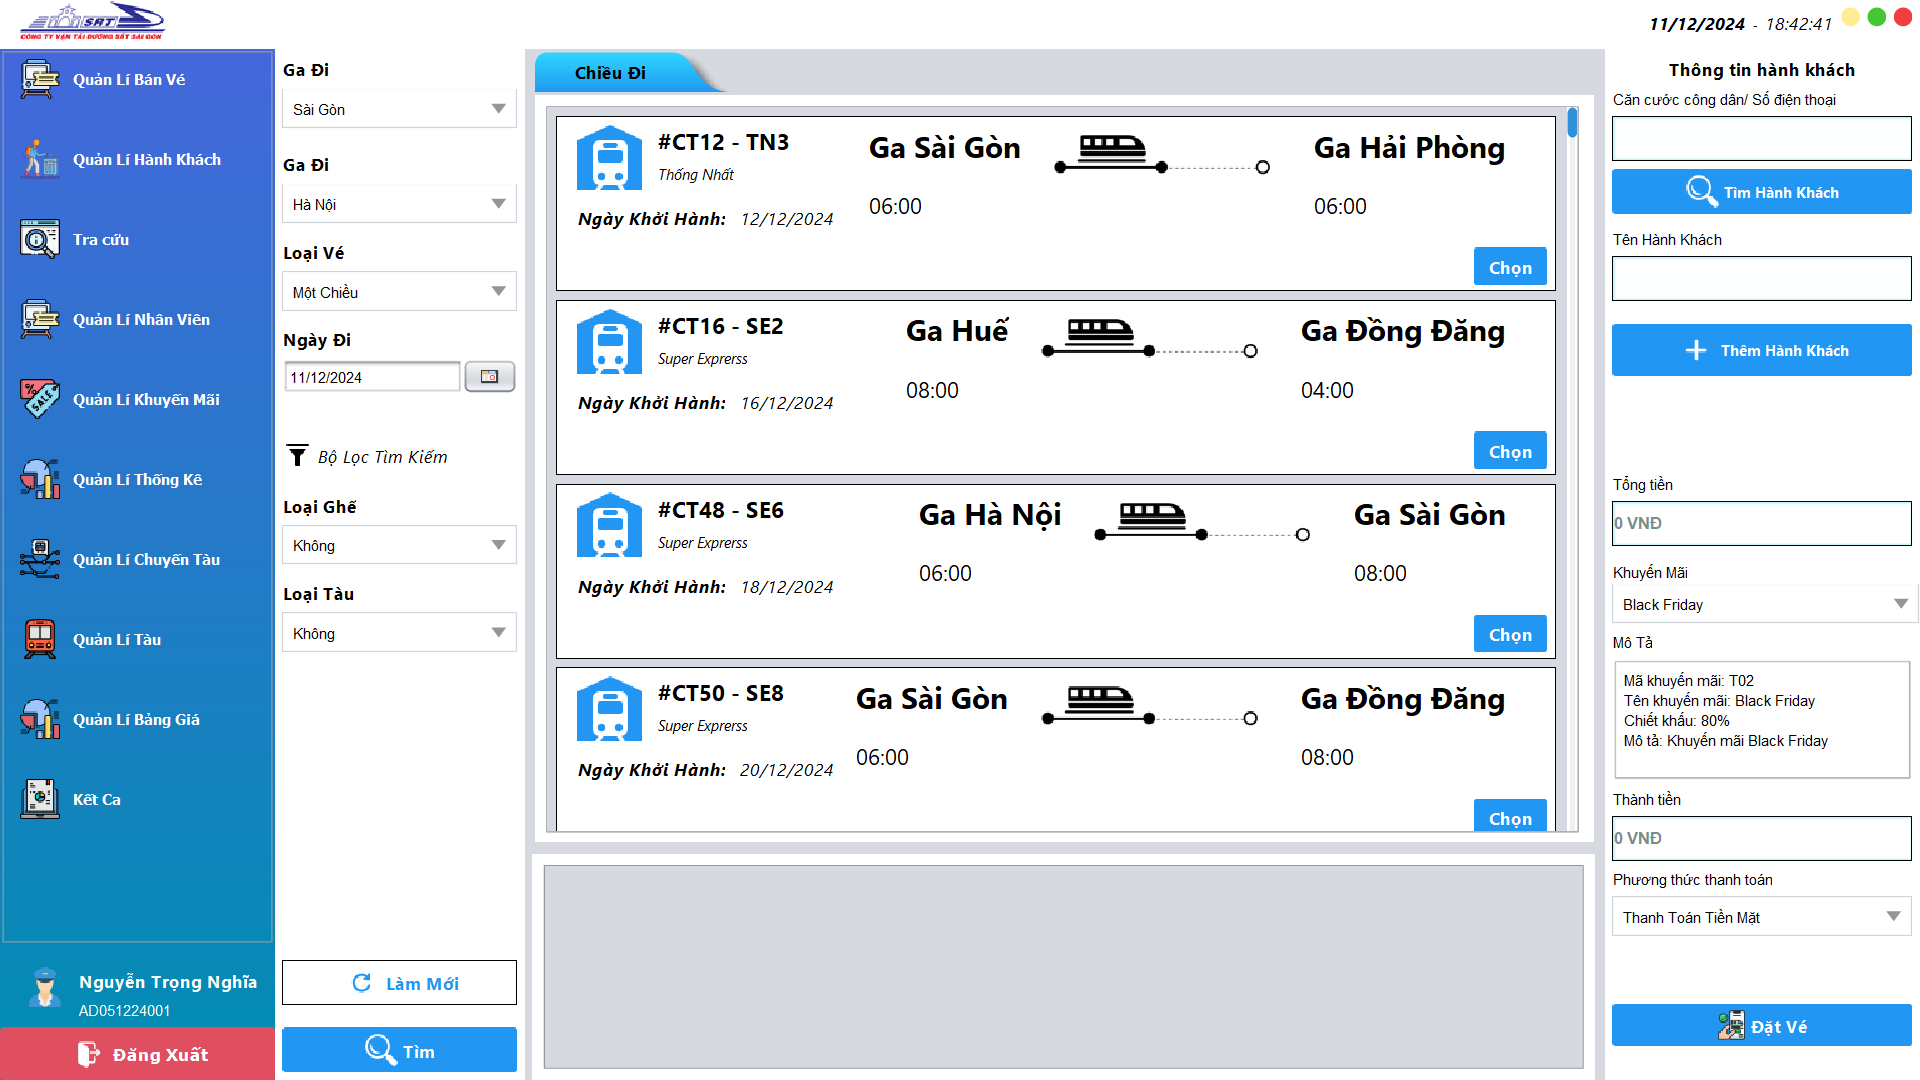 SRT
CÔNG TY VẬN TẢI ĐƯỜNG SẮT SÀI GÒN
11/12/2024 - 18:42:41
Quản Lí Bán Vé
Quản Lí Hành Khách
Tra cứu
Quản Lí Nhân Viên
Quản Lí Khuyến Mãi
Quản Lí Thống Kê
Quản Lí Chuyến Tàu
Quản Lí Tàu
Quản Lí Bảng Giá
Kết Ca
Nguyễn Trọng Nghĩa
AD051224001
Đăng Xuất
Ga Đi
Sài Gòn
Ga Đi
Hà Nội
Loại Vé
Một Chiều
Ngày Đi
11/12/2024
Bộ Lọc Tìm Kiếm
Loại Ghế
Không
Loại Tàu
Không
Làm Mới
Tìm
Chiều Đi
#CT12 - TN3
Thống Nhất
Ngày Khởi Hành: 12/12/2024
Ga Sài Gòn
06:00
Ga Hải Phòng
06:00
Chọn
#CT16 - SE2
Super Exprerss
Ngày Khởi Hành: 16/12/2024
Ga Huế
08:00
Ga Đồng Đăng
04:00
Chọn
#CT48 - SE6
Super Exprerss
Ngày Khởi Hành: 18/12/2024
Ga Hà Nội
06:00
Ga Sài Gòn
08:00
Chọn
#CT50 - SE8
Super Exprerss
Ngày Khởi Hành: 20/12/2024
Ga Sài Gòn
06:00
Ga Đồng Đăng
08:00
Chọn
Thông tin hành khách
Căn cước công dân/ Số điện thoại
Tìm Hành Khách
Tên Hành Khách
Thêm Hành Khách
Tổng tiền
0 VNĐ
Khuyến Mãi
Black Friday
Mô Tả
Mã khuyến mãi: T02
Tên khuyến mãi: Black Friday
Chiết khấu: 80%
Mô tả: Khuyến mãi Black Friday
Thành tiền
0 VNĐ
Phương thức thanh toán
Thanh Toán Tiền Mặt
Đặt Vé